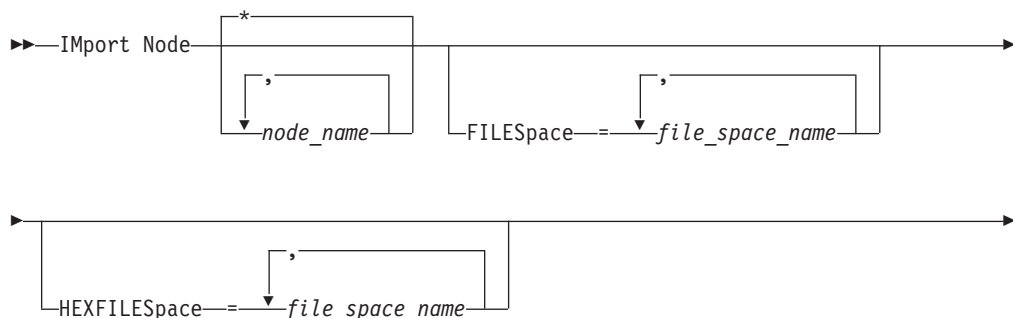 *
IMport Node
,
node_name
,
FILESpace = file_space_name
,
HEXFILESpace = file_space_name